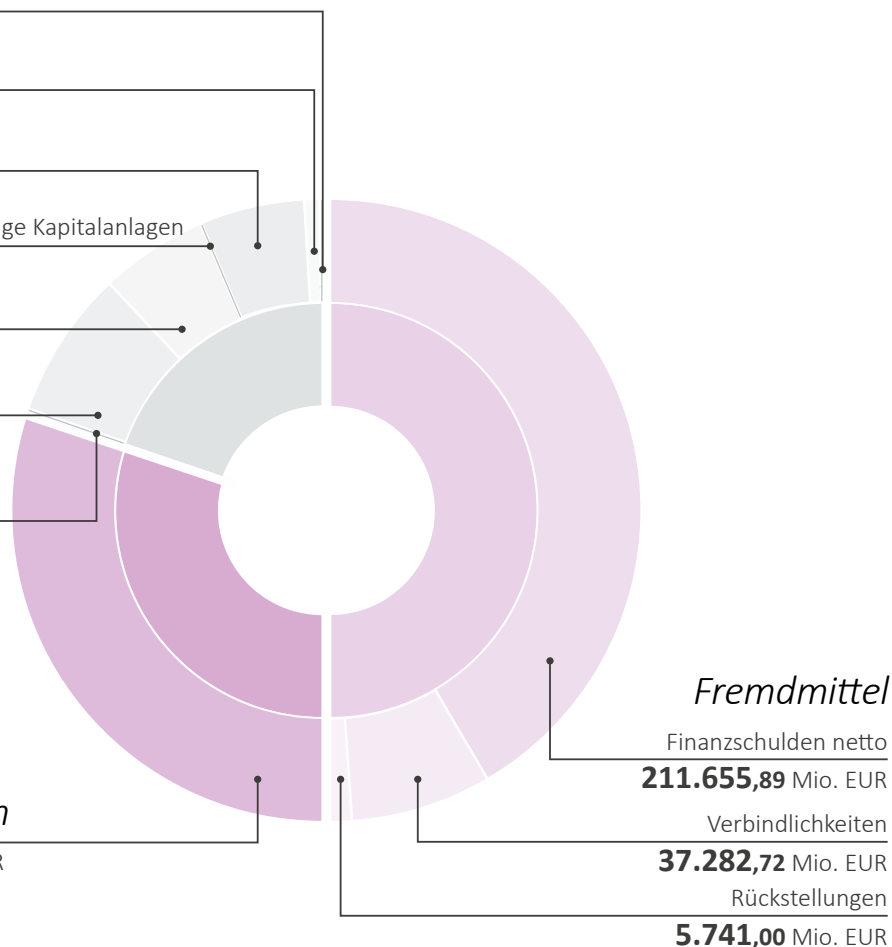 ge Kapitalanlagen
Fremdmittel
Finanzschulden netto
211.655,89 Mio. EUR
Verbindlichkeiten
37.282,72 Mio. EUR
Rückstellungen
5.741,00 Mio. EUR